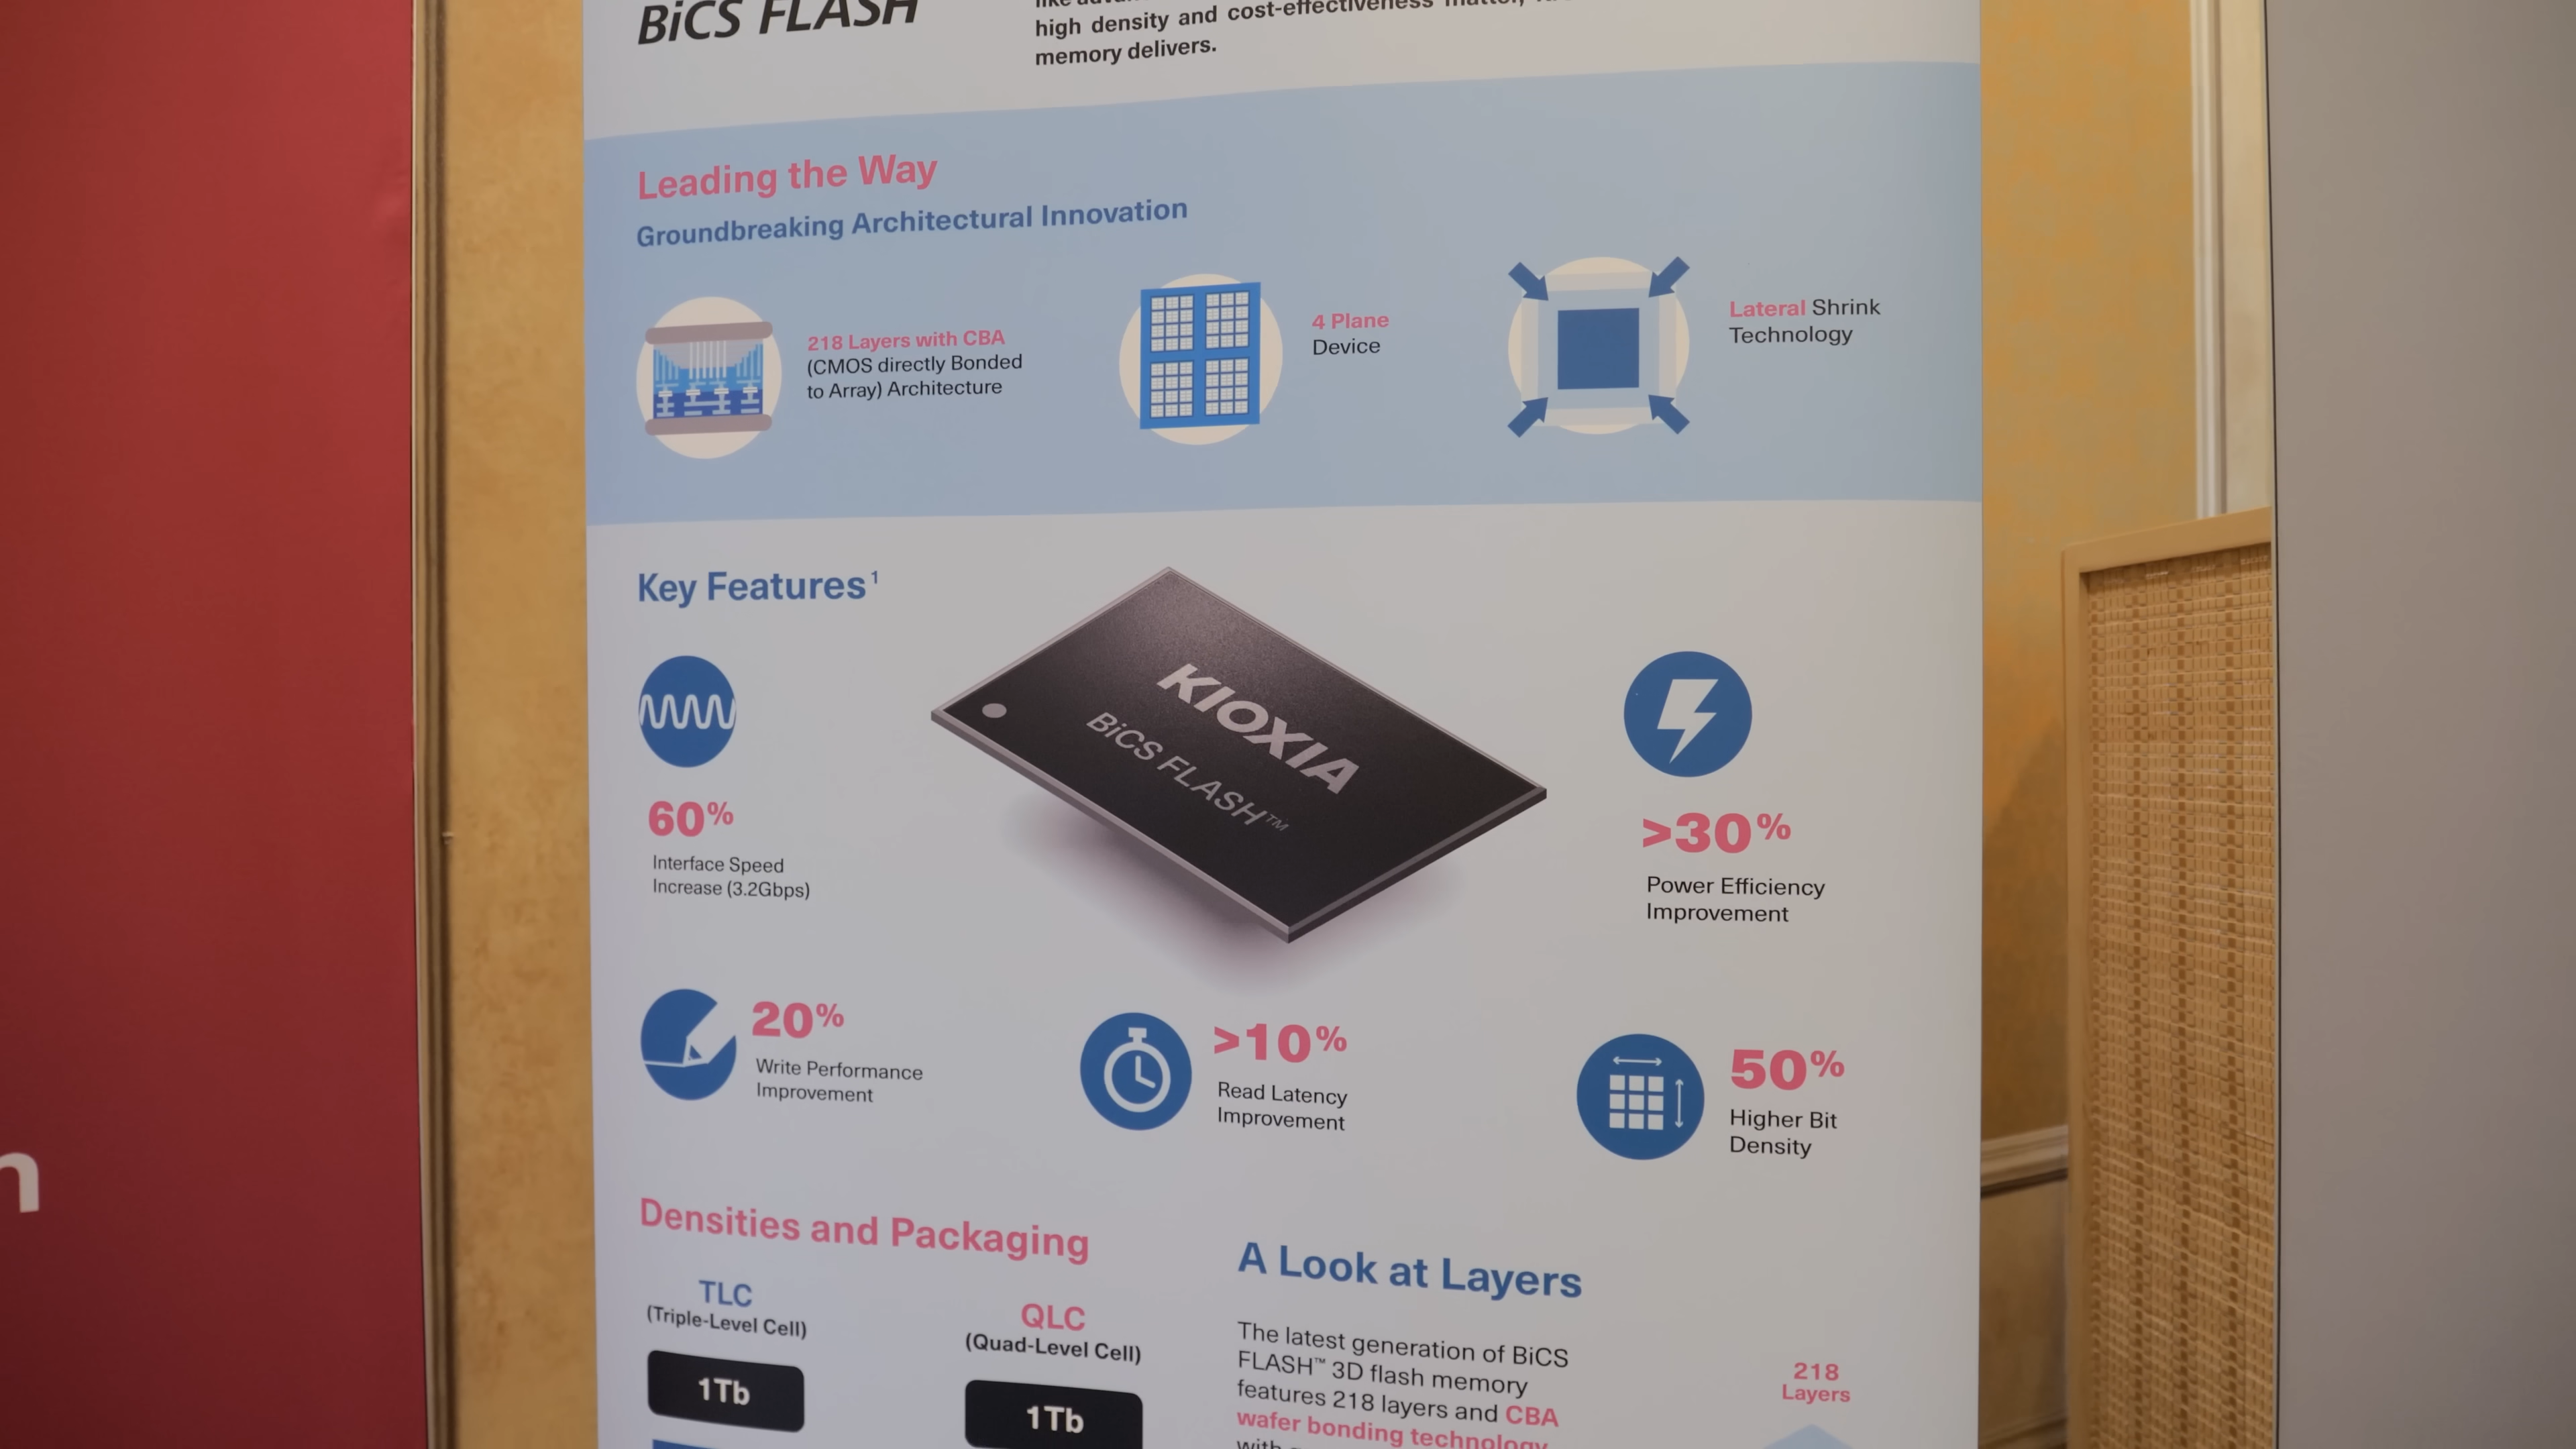 BiCS FLASH
high density and cost-effectiveness matter,
memory delivers.
Leading the Way
Groundbreaking Architectural Innovation
218 Layers with CBA
(CMOS directly Bonded
to Array) Architecture
4 Plane
Device
Lateral Shrink
Technology
Key Features1
KIOXIA
BiCS FLASH™
60%
Interface Speed
Increase (3.2Gbps)
>30%
Power Efficiency
Improvement
20%
Write Performance
Improvement
>10%
Read Latency
Improvement
50%
Higher Bit
Density
Densities and Packaging
TLC
(Triple-Level Cell)
1Tb
QLC
(Quad-Level Cell)
1Tb
A Look at Layers
The latest generation of BiCS
FLASH™ 3D flash memory
features 218 layers and CBA
wafer bonding technology
218
Layers
n